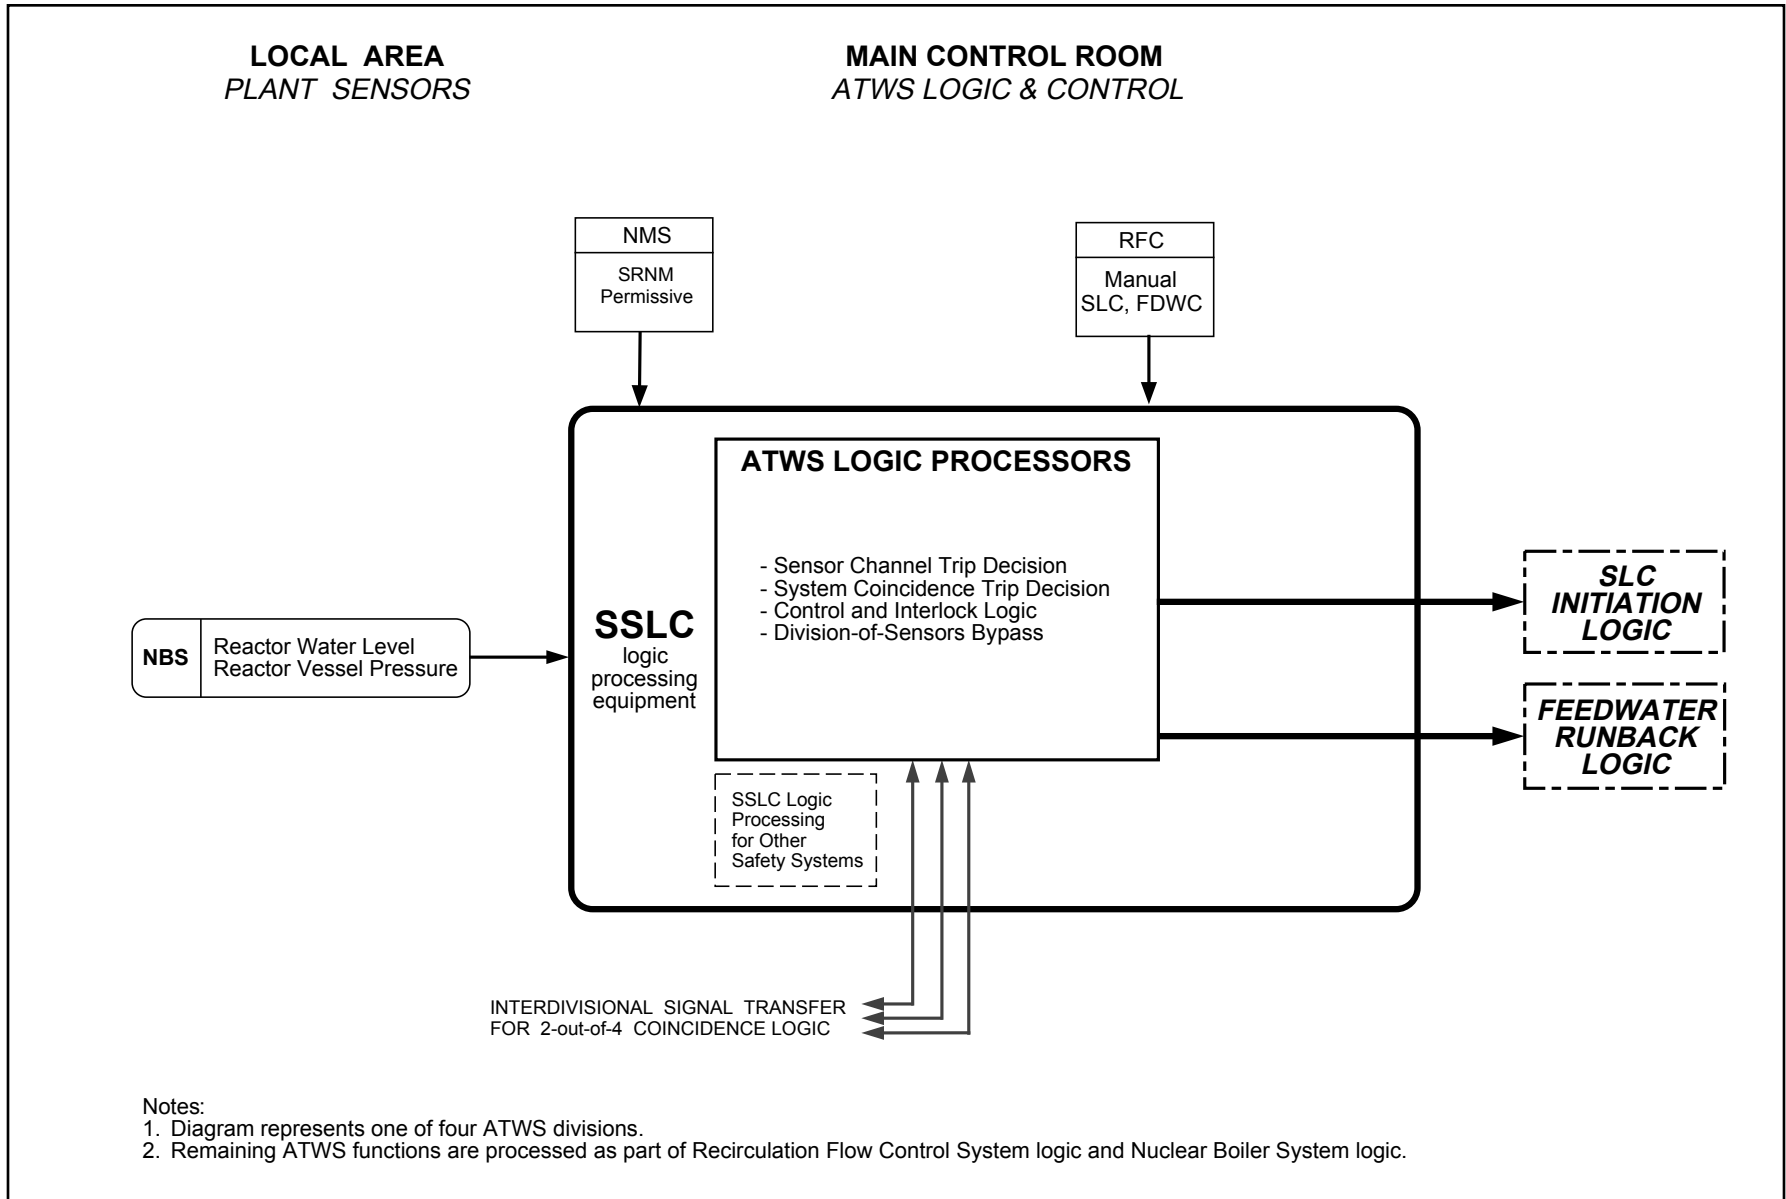 LOCAL AREA
PLANT SENSORS
MAIN CONTROL ROOM
ATWS LOGIC & CONTROL
NMS
SRNM
Permissive
RFC
Manual
SLC, FDWC
ATWS LOGIC PROCESSORS
- Sensor Channel Trip Decision
- System Coincidence Trip Decision
- Control and Interlock Logic
- Division-of-Sensors Bypass
SSLC
logic
processing
equipment
NBS
Reactor Water Level
Reactor Vessel Pressure
SLC
INITIATION
LOGIC
FEEDWATER
RUNBACK
LOGIC
SSLC Logic
Processing
for Other
Safety Systems
INTERDIVISIONAL SIGNAL TRANSFER
FOR 2-out-of-4 COINCIDENCE LOGIC
Notes:
1. Diagram represents one of four ATWS divisions.
2. Remaining ATWS functions are processed as part of Recirculation Flow Control System logic and Nuclear Boiler System logic.